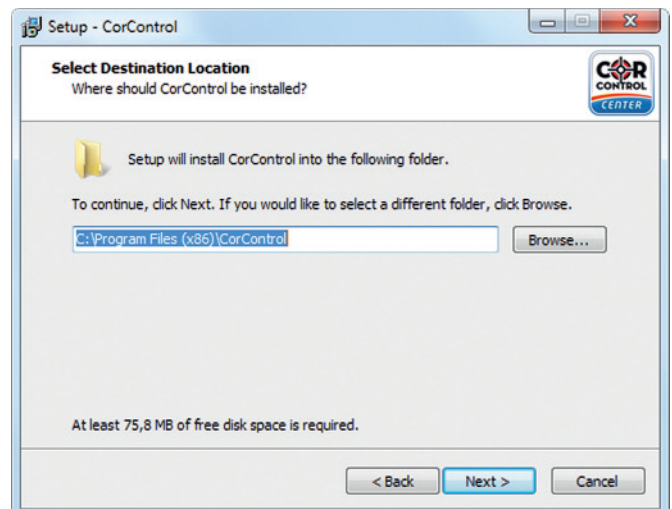 Setup - CorControl
Select Destination Location
Where should CorControl be installed?
COR
CONTROL
CENTER
Setup will install CorControl into the following folder.
To continue, click Next. If you would like to select a different folder, click Browse.
C:\Program Files (x86)\CorControl
Browse...
At least 75,8 MB of free disk space is required.
< Back
Next >
Cancel